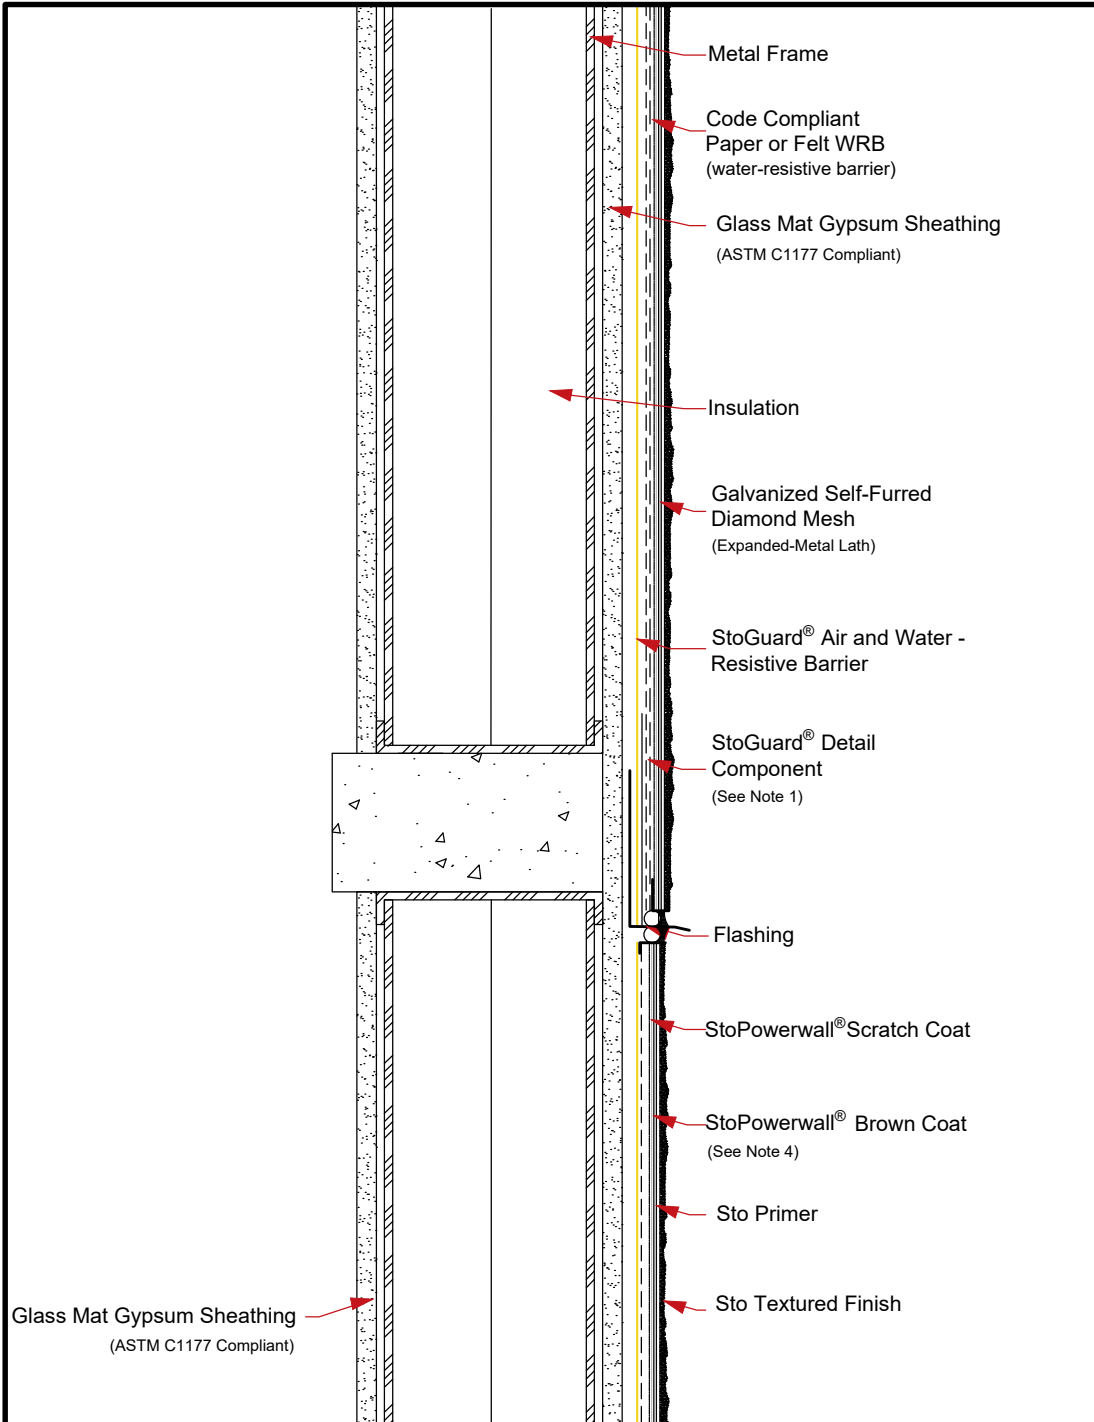 Metal Frame
Code Compliant
Paper or Felt WRB
(water-resistive barrier)
Glass Mat Gypsum Sheathing
(ASTM C1177 Compliant)
Insulation
Galvanized Self-Furred
Diamond Mesh
(Expanded-Metal Lath)
StoGuard® Air and Water -
Resistive Barrier
StoGuard® Detail
Component
(See Note 1)
Flashing
StoPowerwall® Scratch Coat
StoPowerwall® Brown Coat
(See Note 4)
Sto Primer
Sto Textured Finish
Glass Mat Gypsum Sheathing
(ASTM C1177 Compliant)